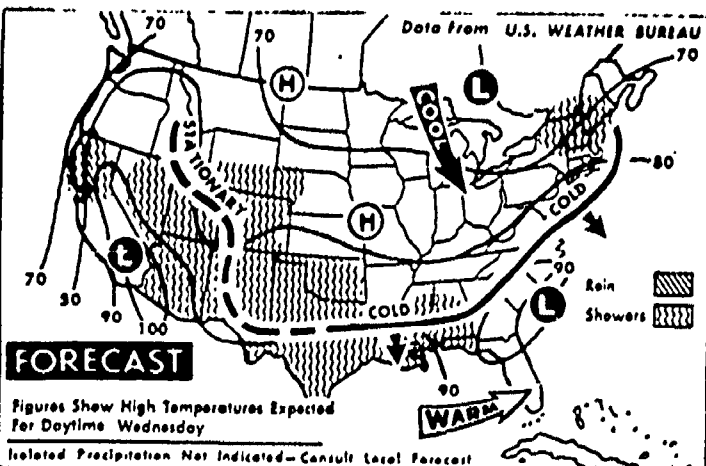 70
70
Data From U.S. WEATHER BUREAU
70
H
L
COOL
STATIONARY
80
COLD
H
L
90
L
70
80
90
100
COLD
90
WARM
Rain
Showers
FORECAST
Figures Show High Temperatures Expected
For Daytime Wednesday
Isolated Precipitation Not Indicated—Consult Local Forecast